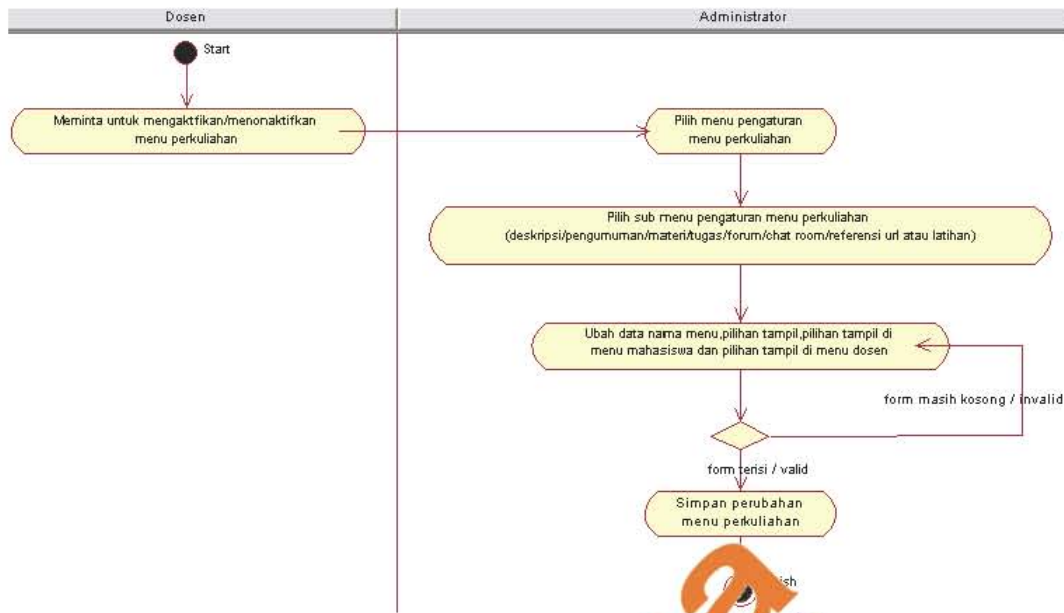 Dosen
Administrator
Start
Meminta untuk mengaktfikan/menonaktifkan
menu perkuliahan
Pilih menu pengaturan
menu perkuliahan
Pilih sub menu pengaturan menu perkuliahan
(deskripsi/pengumuman/materi/tugas/forum/chat room/referensi url atau latihan)
Ubah data nama menu,pilihan tampil,pilihan tampil di
menu mahasiswa dan pilihan tampil di menu dosen
form masih kosong / invalid
form terisi / valid
Simpan perubahan
menu perkuliahan